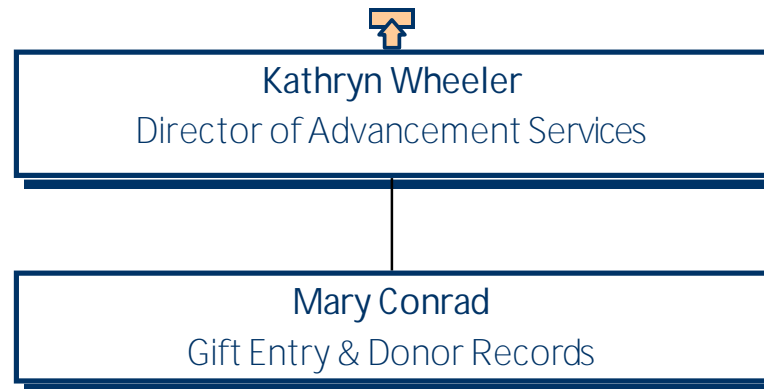 Kathryn Wheeler
Director of Advancement Services
Mary Conrad
Gift Entry & Donor Records